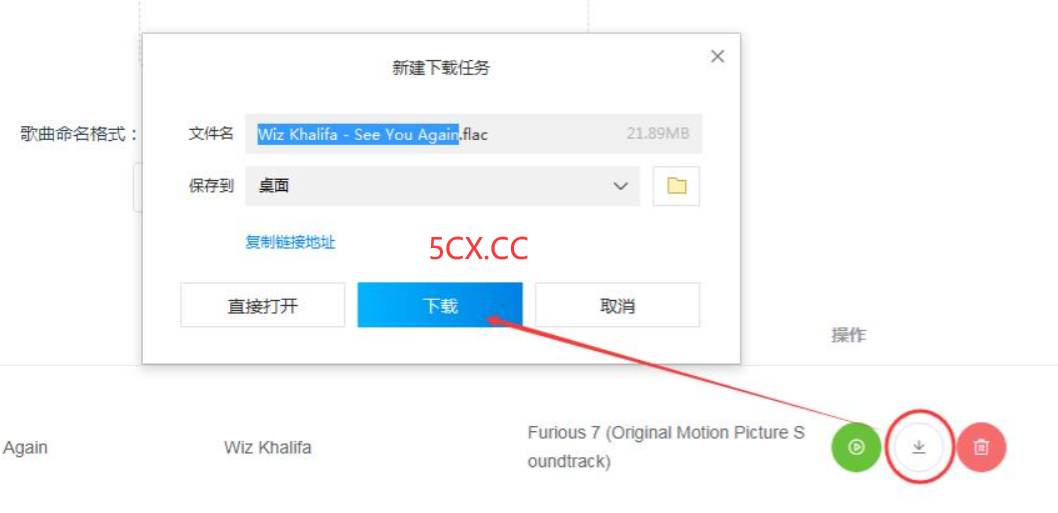 新建下载任务
歌曲命名格式：
文件名 Wiz Khalifa - See You Again.flac 21.89MB
保存到 桌面
复制链接地址
5CX.CC
直接打开 下载 取消
操作
Again Wiz Khalifa Furious 7 (Original Motion Picture S
oundtrack)